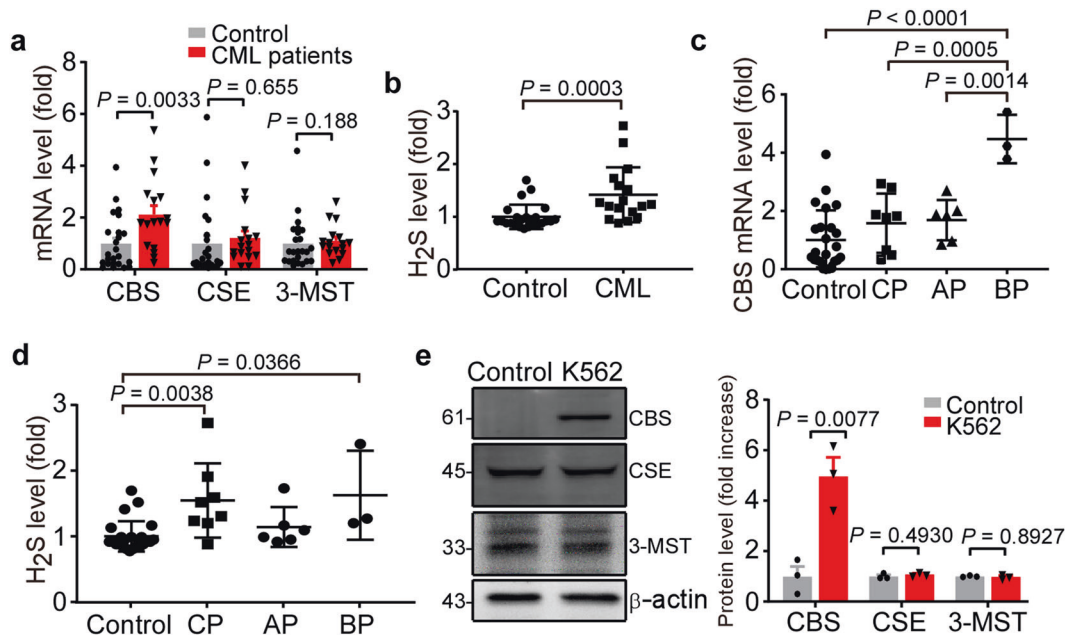 a
Control
CML patients
mRNA level (fold)
8
6
4
2
0
P = 0.0033
P = 0.655
P = 0.188
CBS
CSE
3-MST
b
H2S level (fold)
3
2
1
0
P = 0.0003
Control
CML
c
CBS mRNA level (fold)
6
4
2
0
P < 0.0001
P = 0.0005
P = 0.0014
Control
CP
AP
BP
d
H2S level (fold)
3
2
1
0
P = 0.0366
P = 0.0038
Control
CP
AP
BP
e
Control K562
61
CBS
45
CSE
33
3-MST
43
β-actin
Protein level (fold increase)
8
6
4
2
0
Control
K562
P = 0.0077
P = 0.4930
P = 0.8927
CBS
CSE
3-MST